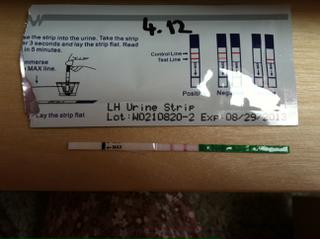 4.12
se the strip into the urine. Take the strip
er 3 seconds and lay the strip flat. Read
in 5 minutes.
Immerse
MAX line.
Control Line
Test Line
Lay the strip flat
LH Urine Strip
Lot: W0210820-2 Exp: 08/29/2013
MAX